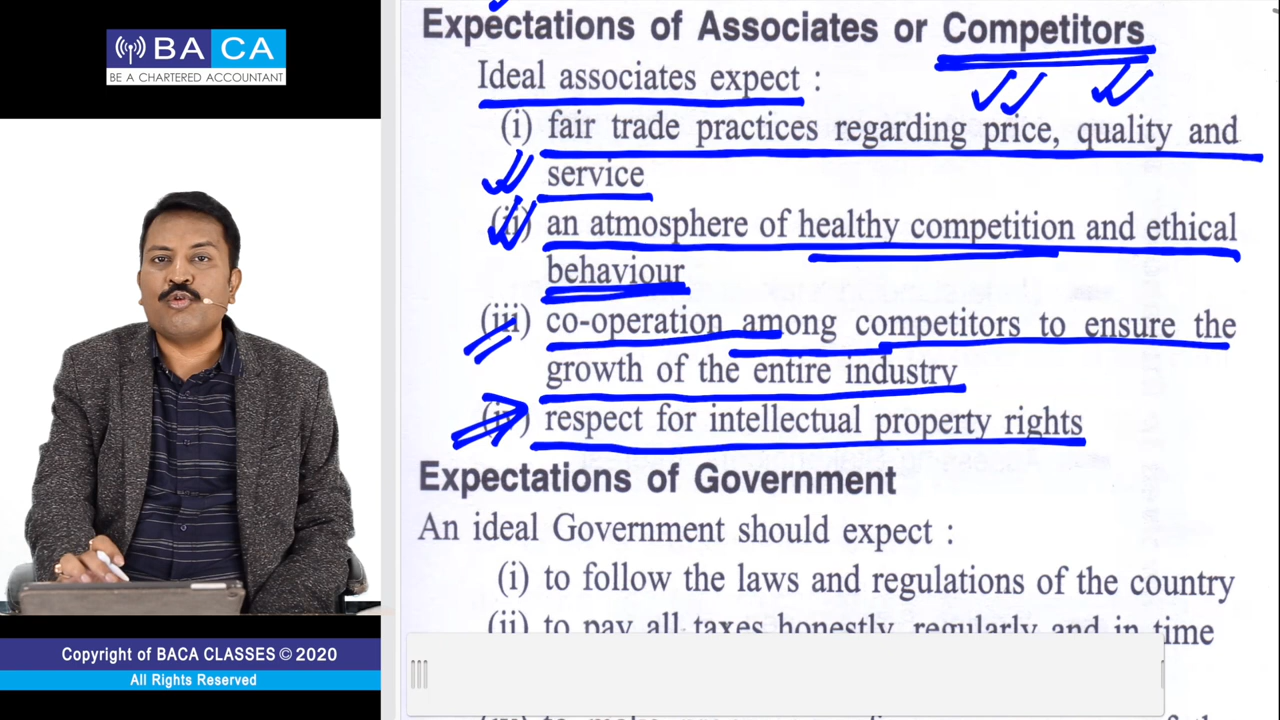 BACA
BE A CHARTERED ACCOUNTANT
Expectations of Associates or Competitors
Ideal associates expect :
(i) fair trade practices regarding price, quality and
service
(ii) an atmosphere of healthy competition and ethical
behaviour
(iii) co-operation among competitors to ensure the
growth of the entire industry
(iv) respect for intellectual property rights
Expectations of Government
An ideal Government should expect :
(i) to follow the laws and regulations of the country
(ii) to pay all taxes honestly, regularly and in time
Copyright of BACA CLASSES © 2020
All Rights Reserved